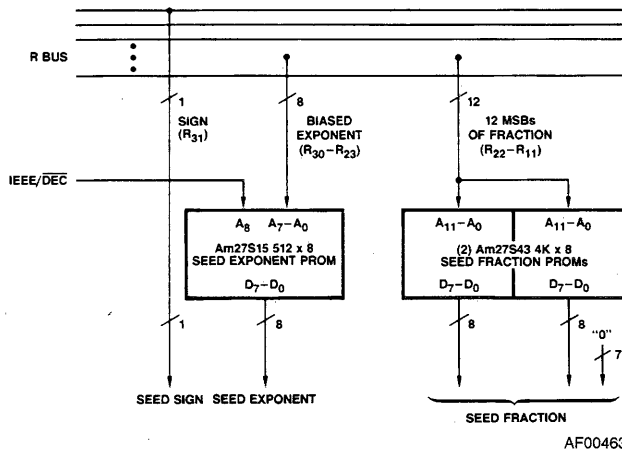 R BUS
1
8
12
SIGN
(R31)
BIASED
EXPONENT
(R30–R23)
12 MSBs
OF FRACTION
(R22–R11)
IEEE/DEC
A8 A7–A0
Am27S15 512 x 8
SEED EXPONENT PROM
D7–D0
A11–A0 A11–A0
(2) Am27S43 4K x 8
SEED FRACTION PROMs
D7–D0 D7–D0
1
8
8
8
"0"
7
SEED SIGN SEED EXPONENT
SEED FRACTION
AF00463